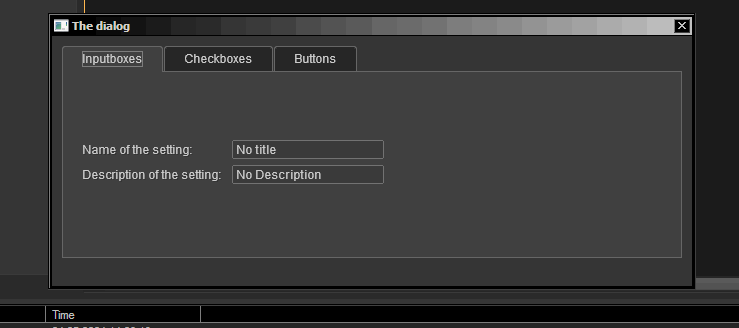 The dialog
Inputboxes Checkboxes Buttons
Name of the setting: No title
Description of the setting: No Description
Time